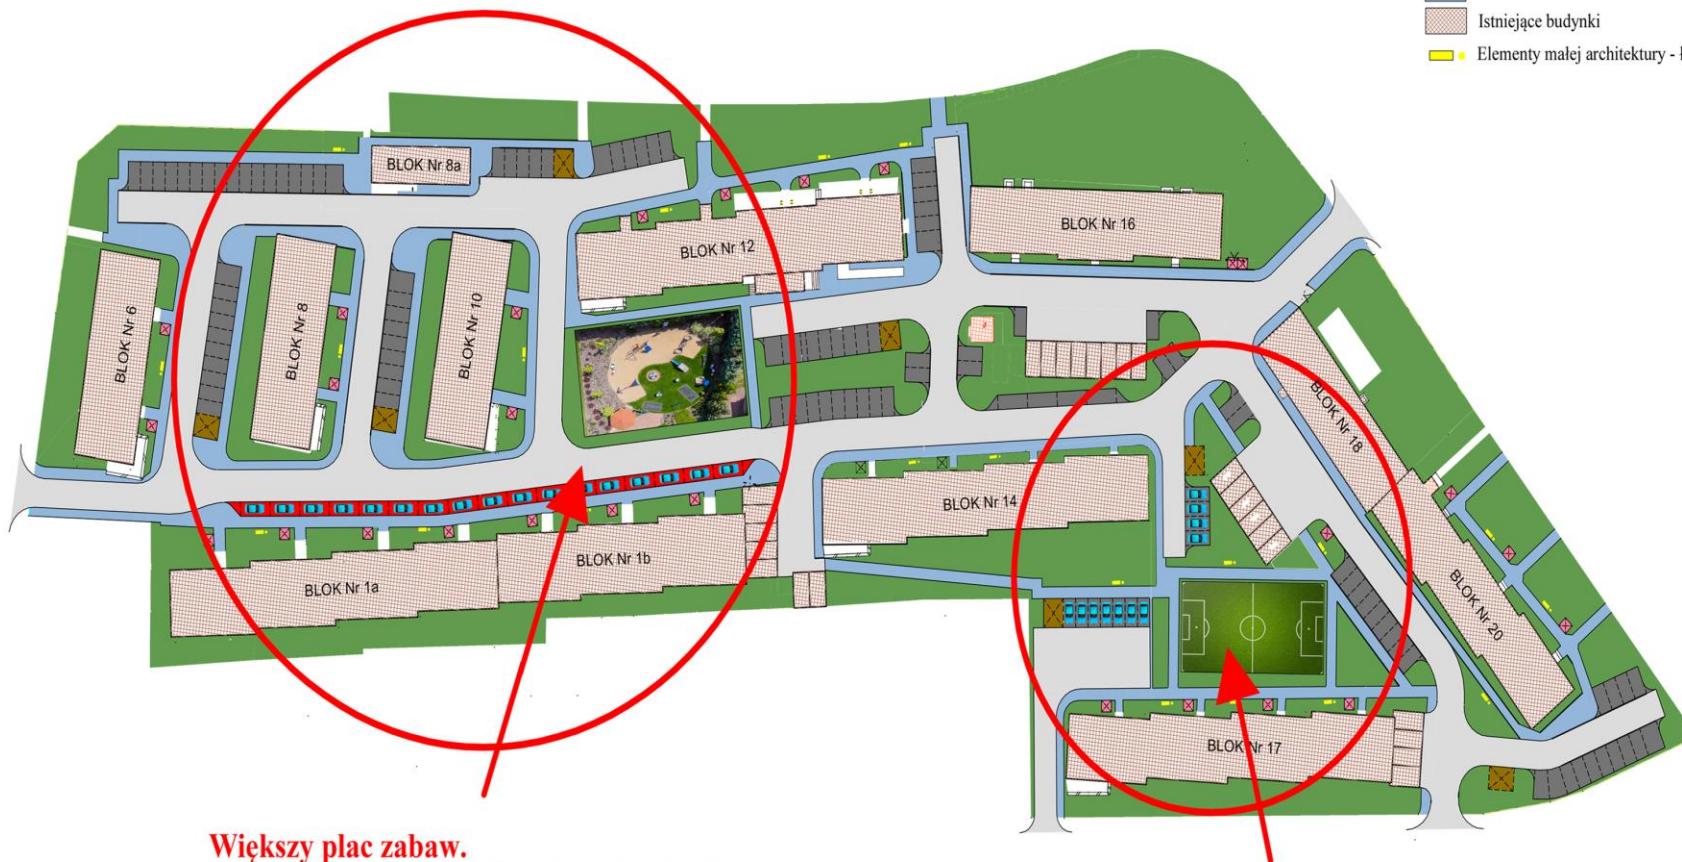 Istniejące budynki
Elementy małej architektury -
BLOK Nr 8a
BLOK Nr 12
BLOK Nr 16
BLOK Nr 6
BLOK Nr 8
BLOK Nr 10
BLOK Nr 18
BLOK Nr 14
BLOK Nr 1b
BLOK Nr 1a
BLOK Nr 20
BLOK Nr 17
Większy plac zabaw.